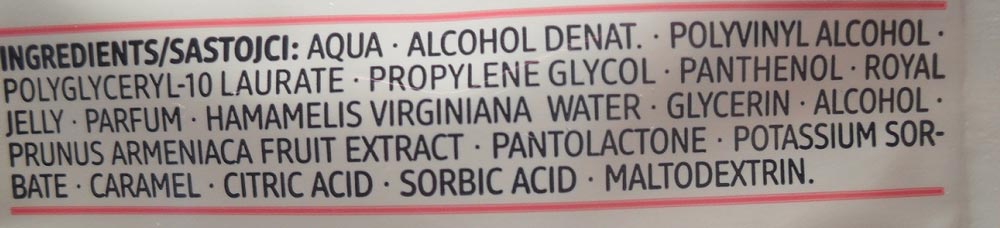 INGREDIENTS/SASTOJCI: AQUA · ALCOHOL DENAT. · POLYVINYL ALCOHOL ·
POLYGLYCERYL-10 LAURATE · PROPYLENE GLYCOL · PANTHENOL · ROYAL
JELLY · PARFUM · HAMAMELIS VIRGINIANA WATER · GLYCERIN · ALCOHOL ·
PRUNUS ARMENIACA FRUIT EXTRACT · PANTOLACTONE · POTASSIUM SOR-
BATE · CARAMEL · CITRIC ACID · SORBIC ACID · MALTODEXTRIN.